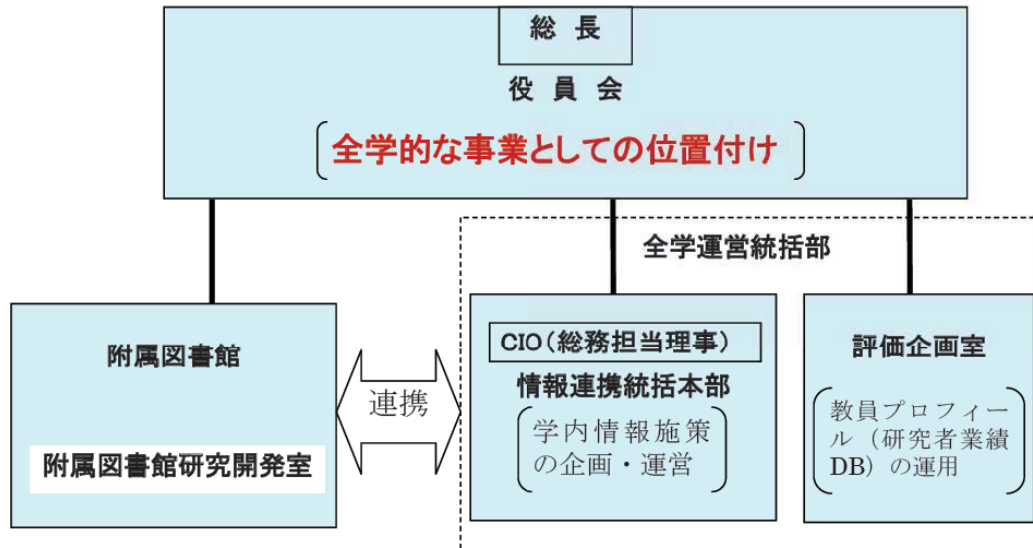 総 長
役 員 会
全学的な事業としての位置付け
全学運営統括部
附属図書館
附属図書館研究開発室
連携
CIO(総務担当理事)
情報連携統括本部
学内情報施策
の企画・運営
評価企画室
教員プロフィー
ル(研究者業績
DB)の運用